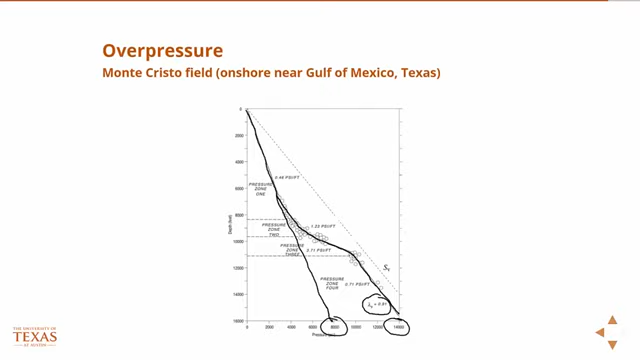 Overpressure
Monte Cristo field (onshore near Gulf of Mexico, Texas)
0
2000
4000
6000
8000
10000
12000
14000
16000
Depth (feet)
0.46 PSI/FT
PRESSURE
ZONE
ONE
PRESSURE
ZONE
TWO
1.33 PSI/FT
PRESSURE
ZONE
THREE
0.71 PSI/FT
PRESSURE
ZONE
FOUR
0.71 PSI/FT
Sv
0 2000 4000 6000 8000 10000 12000 14000
Pressure
THE UNIVERSITY OF
TEXAS
AT AUSTIN